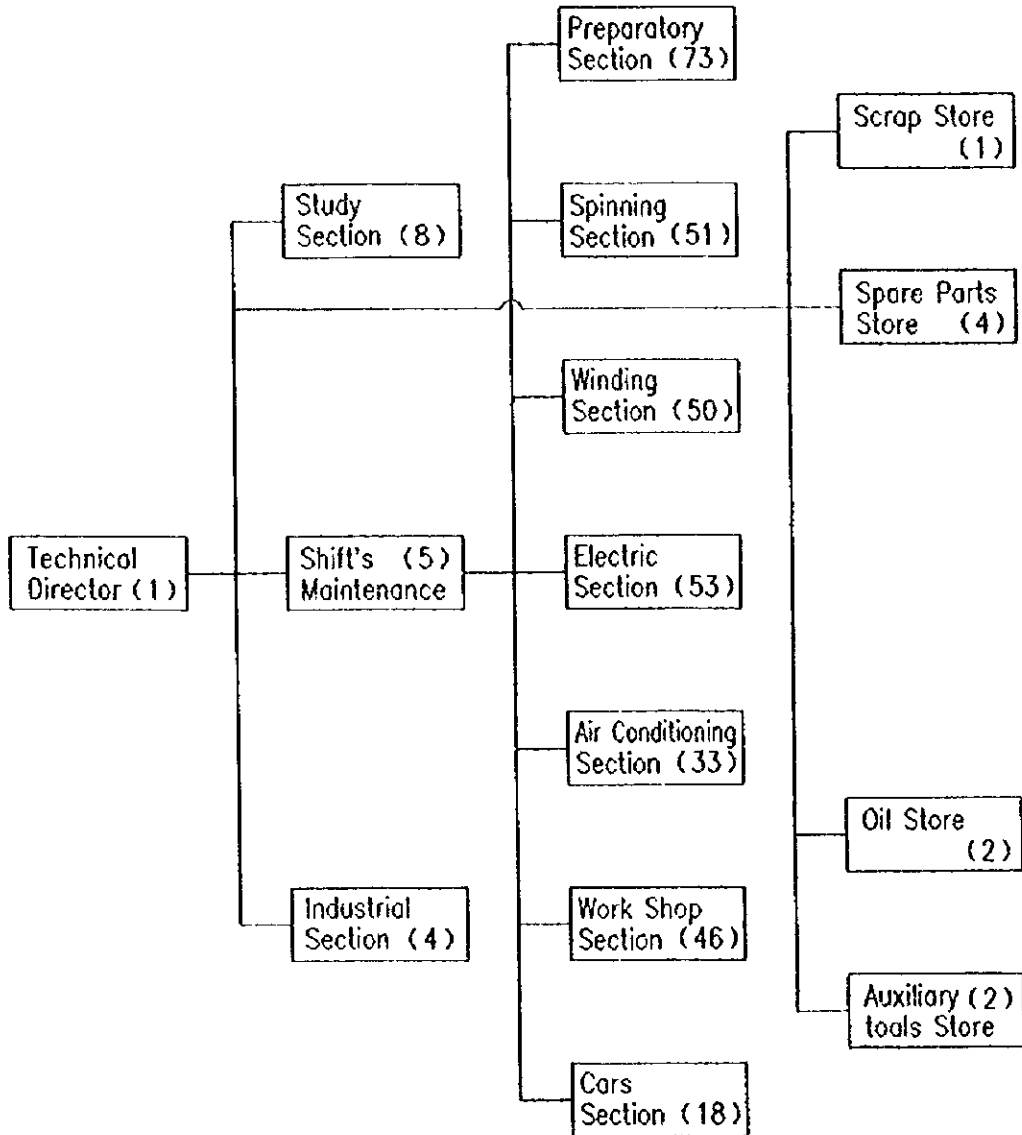 Preparatory
Section (73)
Scrap Store
(1)
Study
Section (8)
Spinning
Section (51)
Spare Parts
Store (4)
Winding
Section (50)
Technical
Director (1)
Shift's (5)
Maintenance
Electric
Section (53)
Air Conditioning
Section (33)
Oil Store
(2)
Industrial
Section (4)
Work Shop
Section (46)
Auxiliary (2)
toals Store
Cars
Section (18)